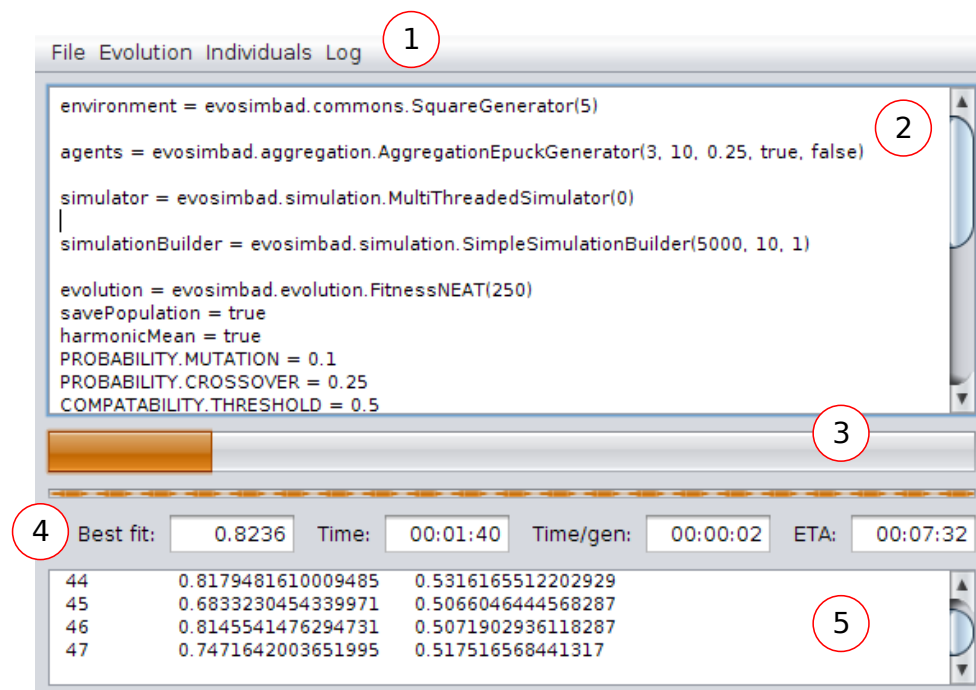 File Evolution Individuals Log 1
environment = evosimbad.commons.SquareGenerator(5)
2
agents = evosimbad.aggregation.AggregationEpuckGenerator(3, 10, 0.25, true, false)
simulator = evosimbad.simulation.MultiThreadedSimulator(0)
simulationBuilder = evosimbad.simulation.SimpleSimulationBuilder(5000, 10, 1)
evolution = evosimbad.evolution.FitnessNEAT(250)
savePopulation = true
harmonicMean = true
PROBABILITY.MUTATION = 0.1
PROBABILITY.CROSSOVER = 0.25
COMPATABILITY.THRESHOLD = 0.5
3
4 Best fit: 0.8236 Time: 00:01:40 Time/gen: 00:00:02 ETA: 00:07:32
44 0.8179481610009485 0.5316165512202929
45 0.6833230454339971 0.5066046444568287
46 0.8145541476294731 0.5071902936118287
47 0.7471642003651995 0.517516568441317
5